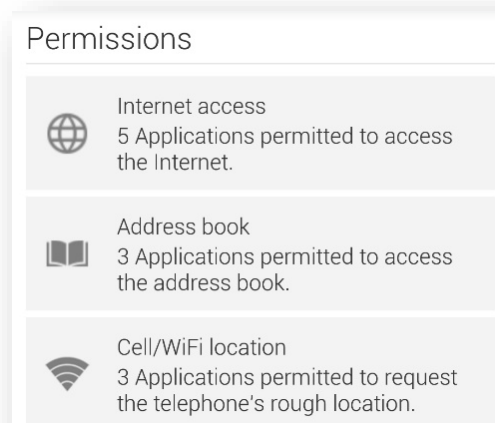 Permissions
Internet access
5 Applications permitted to access
the Internet.
Address book
3 Applications permitted to access
the address book.
Cell/WiFi location
3 Applications permitted to request
the telephone's rough location.